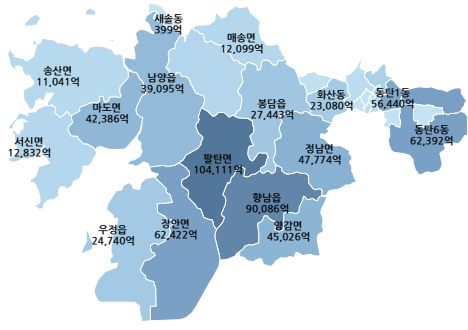 새솔동
399억
매송면
12,099억
송산면
11,041억
남양읍
39,095억
마도면
42,386억
봉담읍
27,443억
화산동
23,080억
동탄1동
56,440억
동탄6동
62,392억
서신면
12,832억
정남면
47,774억
팔탄면
104,111억
향남읍
90,086억
양감면
45,026억
장안면
62,422억
우정읍
24,740억